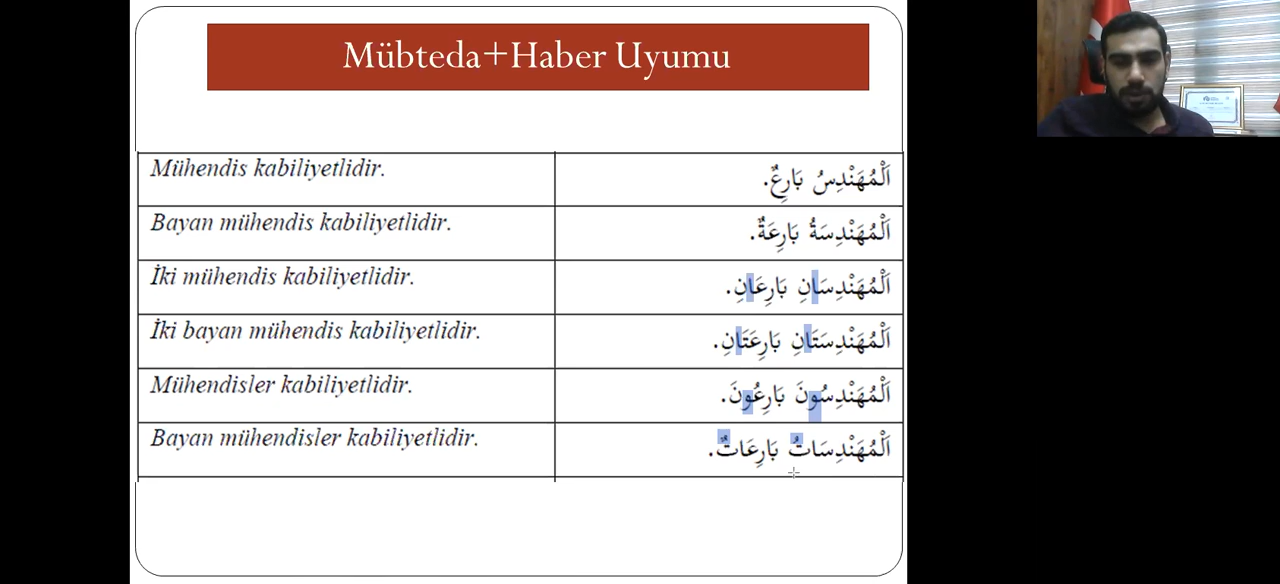 Mübteda+Haber Uyumu
Mühendis kabiliyetlidir.
اَلْمُهَنْدِسُ بَارِعٌ.
Bayan mühendis kabiliyetlidir.
اَلْمُهَنْدِسَةُ بَارِعَةٌ.
İki mühendis kabiliyetlidir.
اَلْمُهَنْدِسَانِ بَارِعَانِ.
İki bayan mühendis kabiliyetlidir.
اَلْمُهَنْدِسَتَانِ بَارِعَتَانِ.
Mühendisler kabiliyetlidir.
اَلْمُهَنْدِسُونَ بَارِعُونَ.
Bayan mühendisler kabiliyetlidir.
اَلْمُهَنْدِسَاتُ بَارِعَاتٌ.